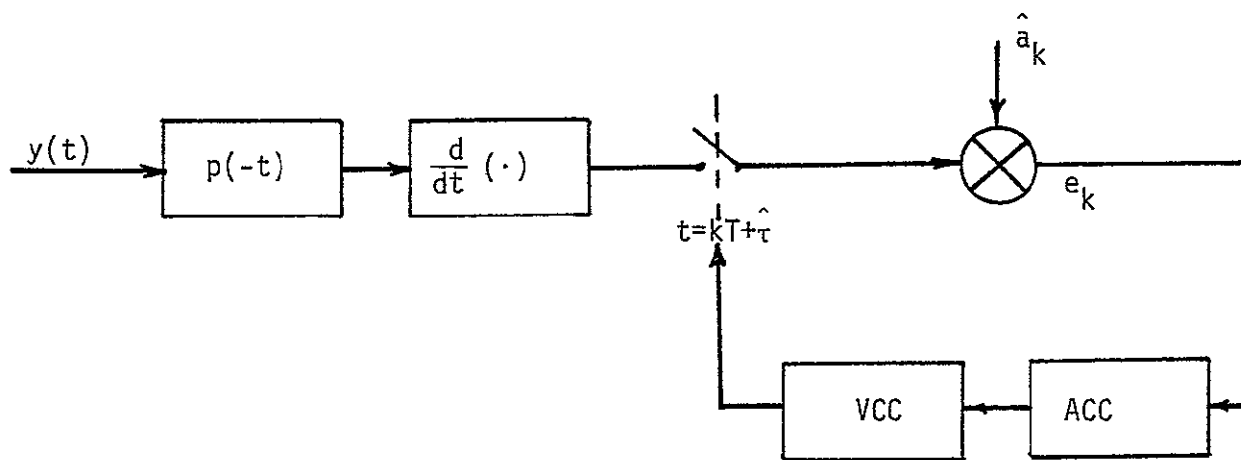 â_k
y(t)
p(-t)
d/dt (·)
e_k
t=kT+τ̂
VCC
ACC